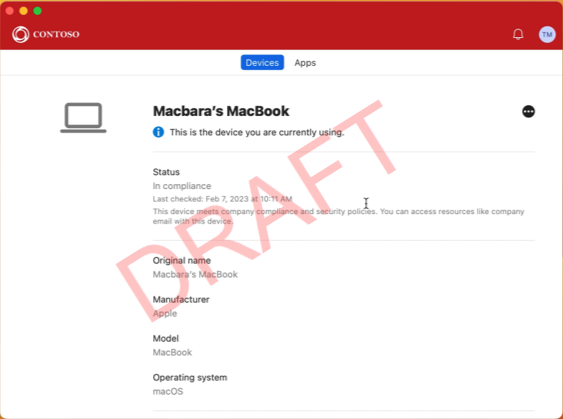 CONTOSO
TM
Devices Apps
Macbara's MacBook
This is the device you are currently using.
Status
In compliance
Last checked: Feb 7, 2023 at 10:11 AM
This device meets company compliance and security policies. You can access resources like company
email with this device.
Original name
Macbara's MacBook
Manufacturer
Apple
Model
MacBook
Operating system
macOS
DRAFT